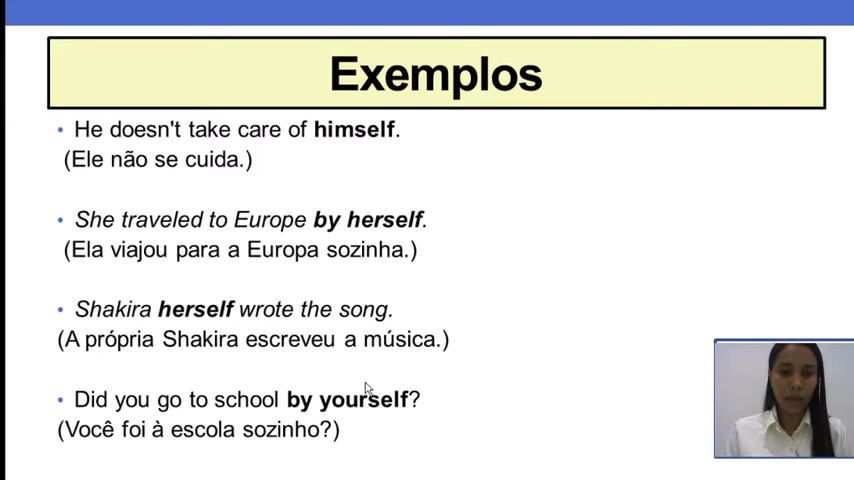 Exemplos
• He doesn't take care of himself.
(Ele não se cuida.)
• She traveled to Europe by herself.
(Ela viajou para a Europa sozinha.)
• Shakira herself wrote the song.
(A própria Shakira escreveu a música.)
• Did you go to school by yourself?
(Você foi à escola sozinho?)